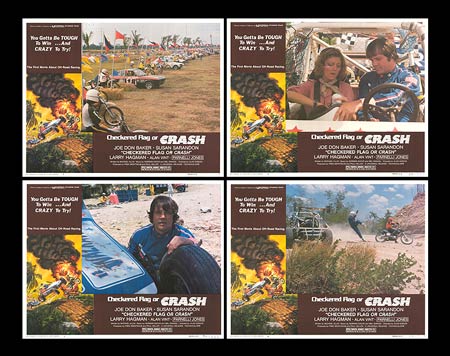 You Gotta Be TOUGH
To Win ...And
CRAZY To Try!
The First Movie About Off-Road Racing
Checkered Flag or CRASH
JOE DON BAKER · SUSAN SARANDON
"CHECKERED FLAG OR CRASH"
LARRY HAGMAN · ALAN VINT · PARNELLI JONES
You Gotta Be TOUGH
To Win ...And
CRAZY To Try!
The First Movie About Off-Road Racing
Checkered Flag or CRASH
JOE DON BAKER · SUSAN SARANDON
"CHECKERED FLAG OR CRASH"
LARRY HAGMAN · ALAN VINT · PARNELLI JONES
You Gotta Be TOUGH
To Win ...And
CRAZY To Try!
The First Movie About Off-Road Racing
Checkered Flag or CRASH
JOE DON BAKER · SUSAN SARANDON
"CHECKERED FLAG OR CRASH"
LARRY HAGMAN · ALAN VINT · PARNELLI JONES
You Gotta Be TOUGH
To Win ...And
CRAZY To Try!
The First Movie About Off-Road Racing
Checkered Flag or CRASH
JOE DON BAKER · SUSAN SARANDON
"CHECKERED FLAG OR CRASH"
LARRY HAGMAN · ALAN VINT · PARNELLI JONES